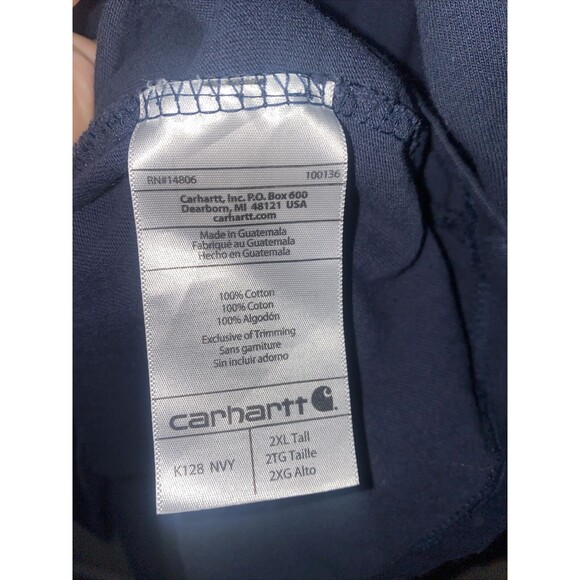 RN#14806 100136
Carhartt, Inc. P.O. Box 600
Dearborn, MI 48121 USA
carhartt.com
Made in Guatemala
Fabriqué au Guatemala
Hecho en Guatemala
100% Cotton
100% Coton
100% Algodón
Exclusive of Trimming
Sans garniture
Sin incluir adorno
carhartt
K128 NVY
2XL Tall
2TG Taille
2XG Alto